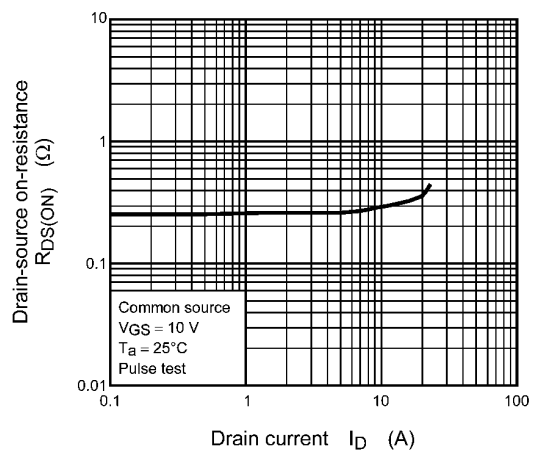 Drain-source on-resistance
RDS(ON) (Ω)
10
1
0.1
0.01
Common source
VGS = 10 V
Ta = 25°C
Pulse test
0.1
1
10
100
Drain current ID (A)